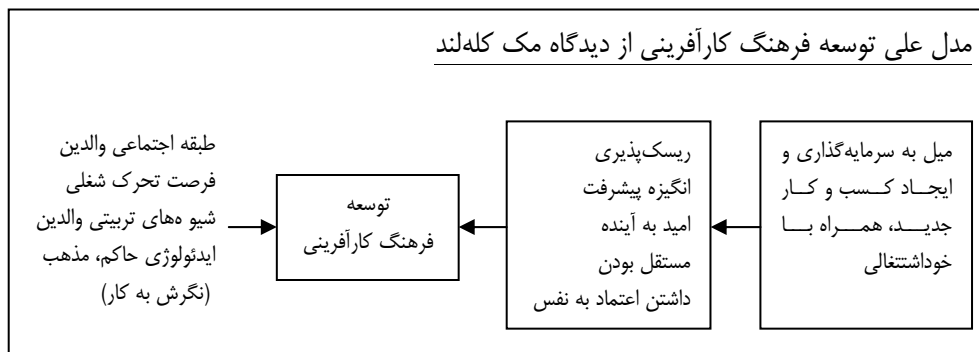 مدل علی توسعه فرهنگ کارآفرینی از دیدگاه مک کله‌لند
میل به سرمایه‌گذاری و
ایجاد کسب و کار
جدید، همراه با
خوداشتتغالی
ریسک‌پذیری
انگیزه پیشرفت
امید به آینده
مستقل بودن
داشتن اعتماد به نفس
توسعه
فرهنگ کارآفرینی
طبقه اجتماعی والدین
فرصت تحرک شغلی
شیو ه‌های تربیتی والدین
ایدئولوژی حاکم، مذهب
(نگرش به کار)